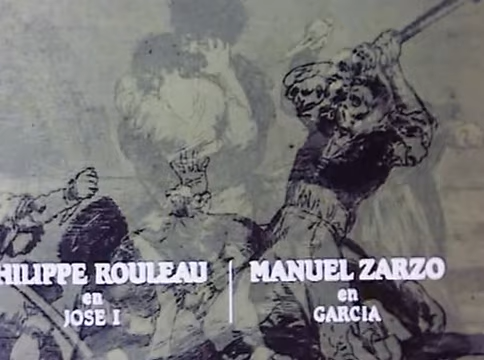 HILIPPE ROULEAU
en
JOSE I
MANUEL ZARZO
en
GARCIA